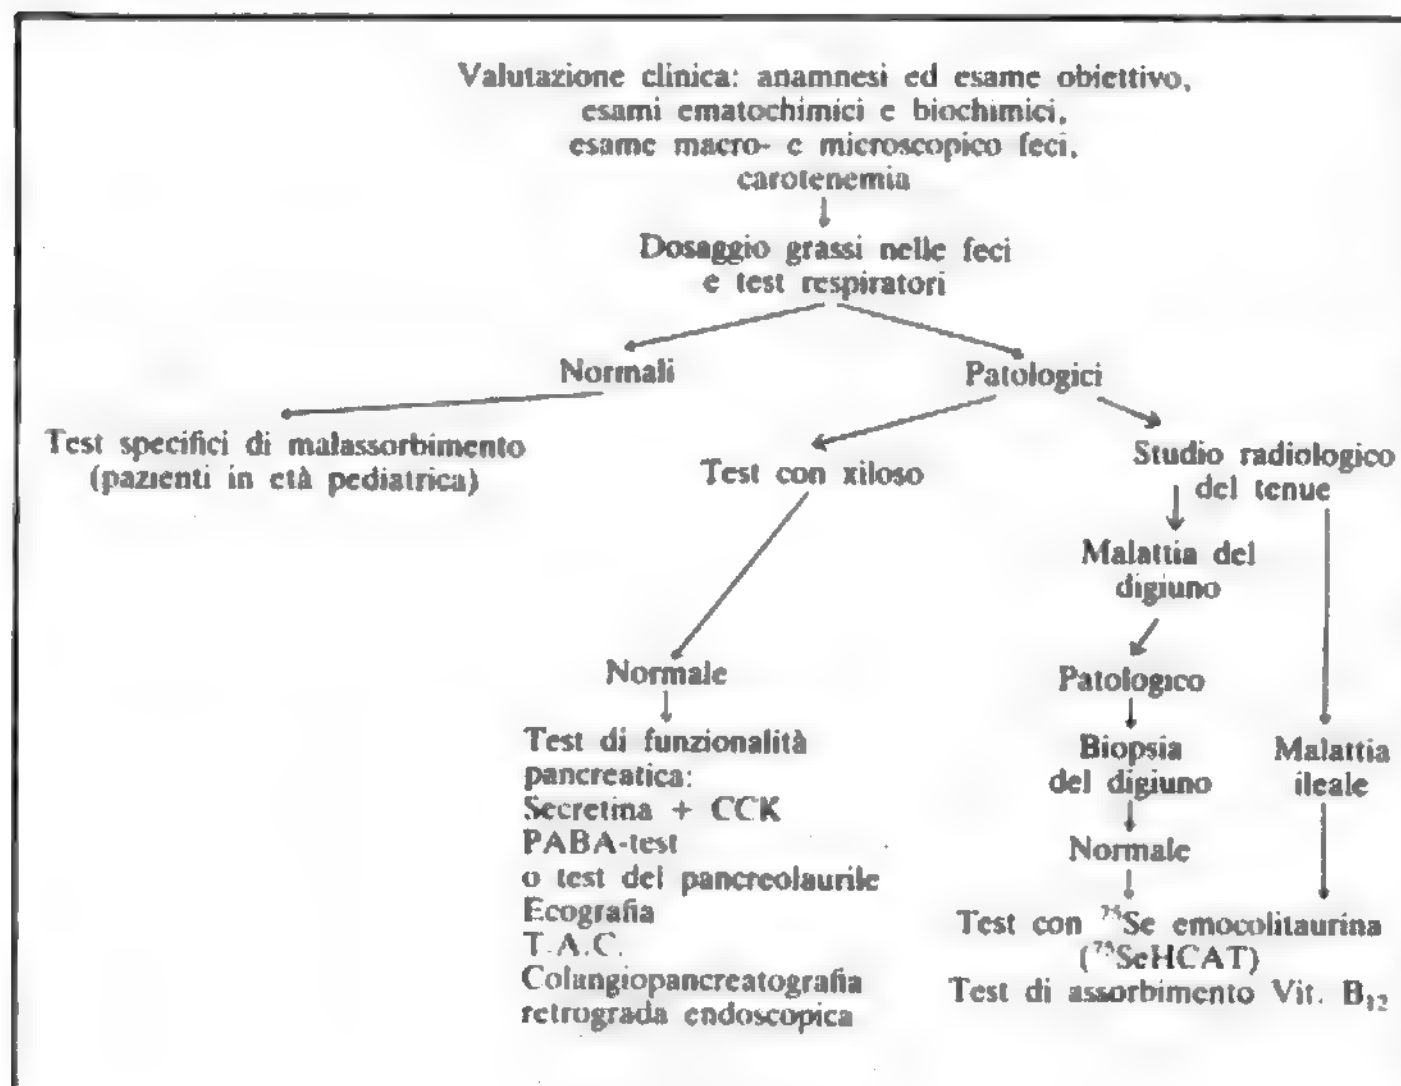 Valutazione clinica: anamnesi ed esame obiettivo,
esami ematochimici e biochimici,
esame macro- e microscopico feci,
carotenemia
Dosaggio grassi nelle feci
e test respiratori
Normali
Patologici
Test specifici di malassorbimento
(pazienti in età pediatrica)
Test con xiloso
Studio radiologico
del tenue
Malattia del
digiuno
Normale
Patologico
Test di funzionalità
pancreatica:
Secretina + CCK
PABA-test
o test del pancreolaurile
Ecografia
T.A.C.
Colangiopancreatografia
retrograda endoscopica
Biopsia
del digiuno
Malattia
ileale
Normale
Test con ⁷⁵Se emocolitaurina
(⁷⁵SeHCAT)
Test di assorbimento Vit. B₁₂